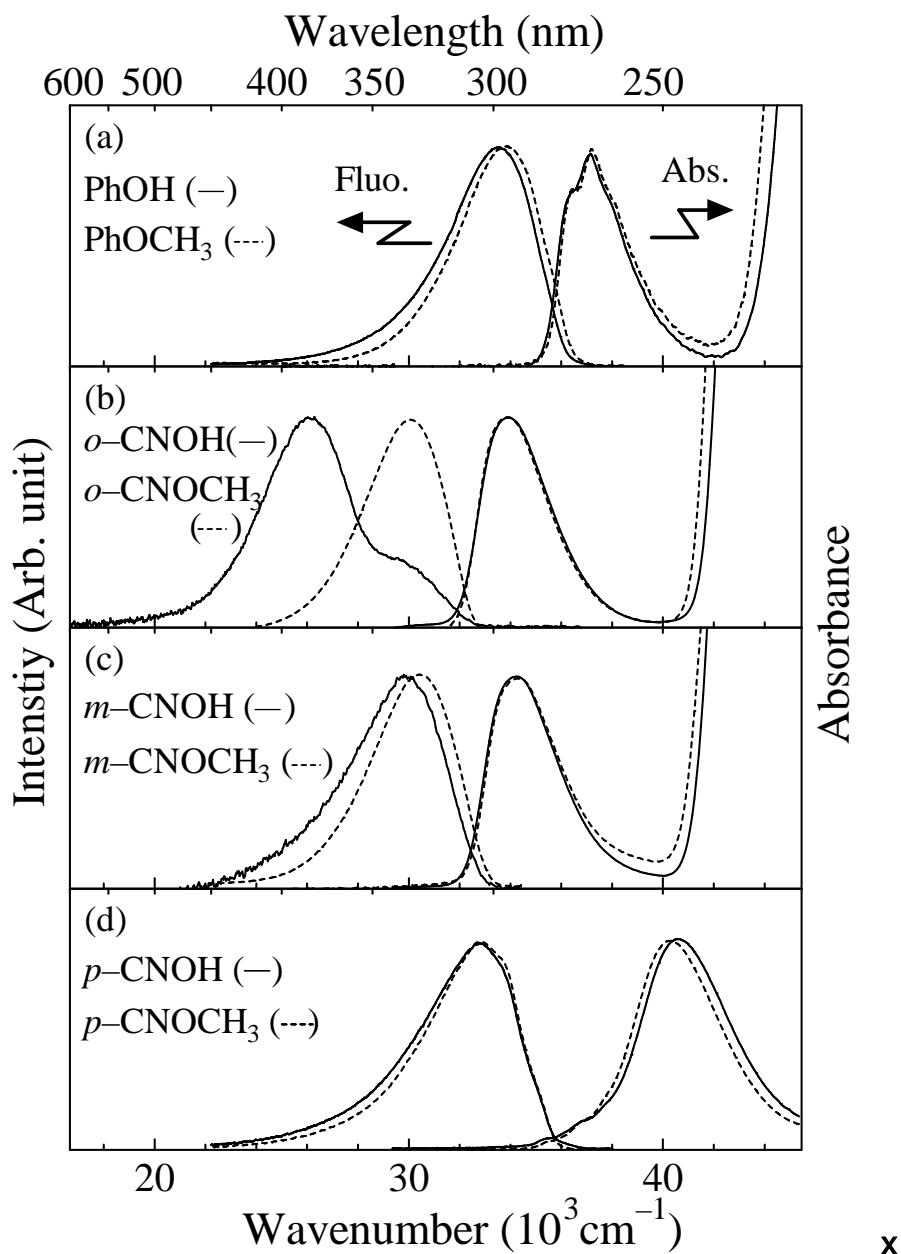 Wavelength (nm)
600 500 400 350 300 250
(a)
PhOH (—)
PhOCH₃ (----)
Fluo.
Abs.
(b)
o–CNOH(—)
o–CNOCH₃
(----)
(c)
m–CNOH (—)
m–CNOCH₃ (----)
(d)
p–CNOH (—)
p–CNOCH₃ (----)
Intenstiy (Arb. unit)
Absorbance
20 30 40
Wavenumber (10³cm⁻¹)
x